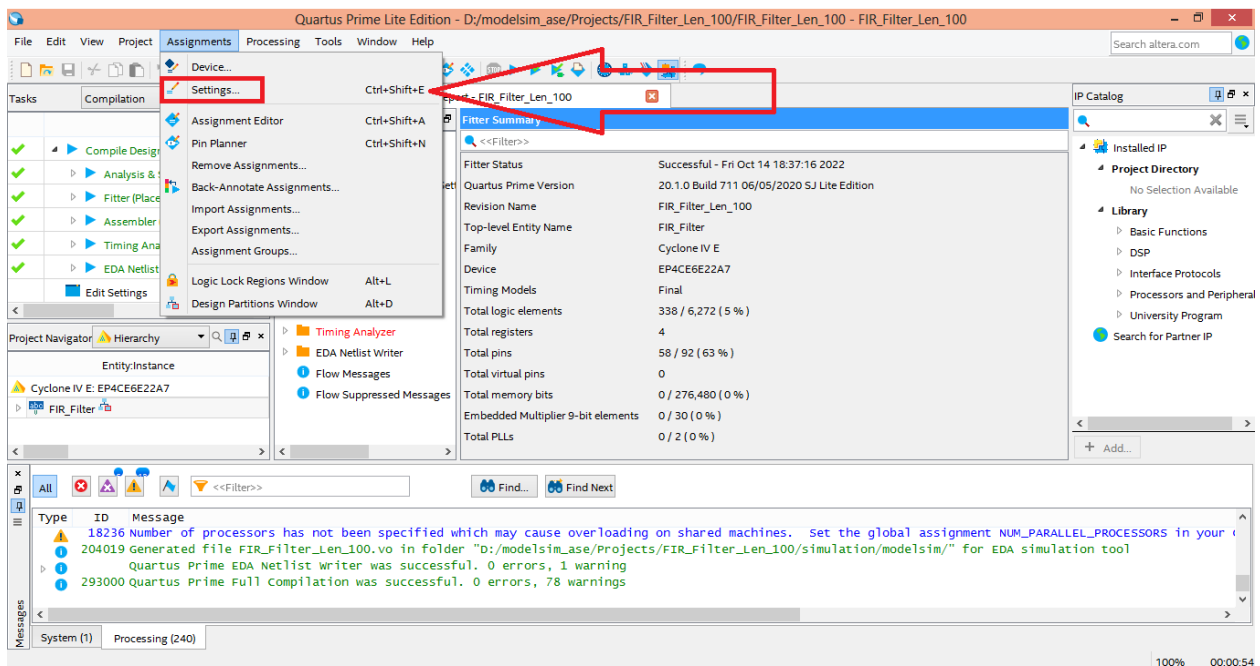 Quartus Prime Lite Edition - D:/modelsim_ase/Projects/FIR_Filter_Len_100/FIR_Filter_Len_100 - FIR_Filter_Len_100
File Edit View Project Assignments Processing Tools Window Help
Search altera.com
Device...
Settings... Ctrl+Shift+E
Assignment Editor Ctrl+Shift+A
Pin Planner Ctrl+Shift+N
Remove Assignments...
Back-Annotate Assignments...
Import Assignments...
Export Assignments...
Assignment Groups...
Logic Lock Regions Window Alt+L
Design Partitions Window Alt+D
Tasks Compilation
Compile Design
Analysis &
Fitter (Place
Assembler
Timing Ana
EDA Netlist
Edit Settings
Project Navigator Hierarchy
Entity:Instance
Cyclone IV E: EP4CE6E22A7
FIR_Filter
Timing Analyzer
EDA Netlist Writer
Flow Messages
Flow Suppressed Messages
- FIR_Filter_Len_100
Fitter Summary
<<Filter>>
Fitter Status Successful - Fri Oct 14 18:37:16 2022
Quartus Prime Version 20.1.0 Build 711 06/05/2020 SJ Lite Edition
Revision Name FIR_Filter_Len_100
Top-level Entity Name FIR_Filter
Family Cyclone IV E
Device EP4CE6E22A7
Timing Models Final
Total logic elements 338 / 6,272 ( 5 % )
Total registers 4
Total pins 58 / 92 ( 63 % )
Total virtual pins 0
Total memory bits 0 / 276,480 ( 0 % )
Embedded Multiplier 9-bit elements 0 / 30 ( 0 % )
Total PLLs 0 / 2 ( 0 % )
IP Catalog
Installed IP
Project Directory
No Selection Available
Library
Basic Functions
DSP
Interface Protocols
Processors and Peripheral
University Program
Search for Partner IP
+ Add...
All <<Filter>> Find... Find Next
Type ID Message
18236 Number of processors has not been specified which may cause overloading on shared machines. Set the global assignment NUM_PARALLEL_PROCESSORS in your
204019 Generated file FIR_Filter_Len_100.vo in folder "D:/modelsim_ase/Projects/FIR_Filter_Len_100/simulation/modelsim/" for EDA simulation tool
Quartus Prime EDA Netlist Writer was successful. 0 errors, 1 warning
293000 Quartus Prime Full Compilation was successful. 0 errors, 78 warnings
Messages
System (1) Processing (240)
100% 00:00:54